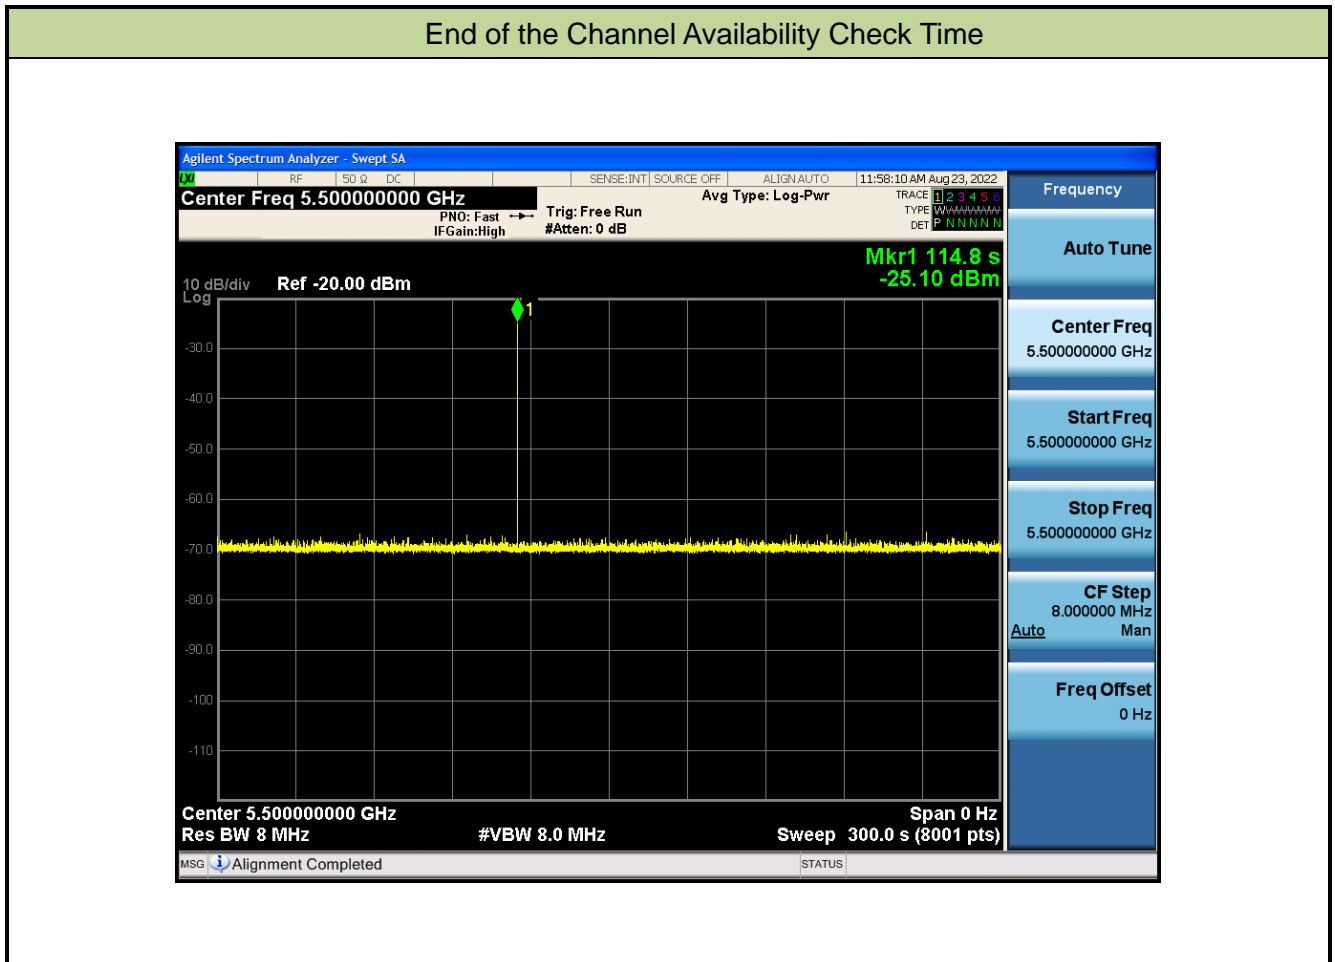 End of the Channel Availability Check Time
Agilent Spectrum Analyzer - Swept SA
LXI RF 50 Ω DC SENSE:INT SOURCE OFF ALIGN AUTO 11:58:10 AM Aug 23, 2022
Center Freq 5.500000000 GHz
PNO: Fast
IFGain:High
Trig: Free Run
#Atten: 0 dB
Avg Type: Log-Pwr
TRACE 1 2 3 4 5 6
TYPE
DET P N N N N N
Mkr1 114.8 s
-25.10 dBm
10 dB/div
Log
Ref -20.00 dBm
1
-30.0
-40.0
-50.0
-60.0
-70.0
-80.0
-90.0
-100
-110
Center 5.500000000 GHz
Span 0 Hz
Res BW 8 MHz
#VBW 8.0 MHz
Sweep 300.0 s (8001 pts)
MSG Alignment Completed
STATUS
Frequency
Auto Tune
Center Freq
5.500000000 GHz
Start Freq
5.500000000 GHz
Stop Freq
5.500000000 GHz
CF Step
8.000000 MHz
Auto Man
Freq Offset
0 Hz